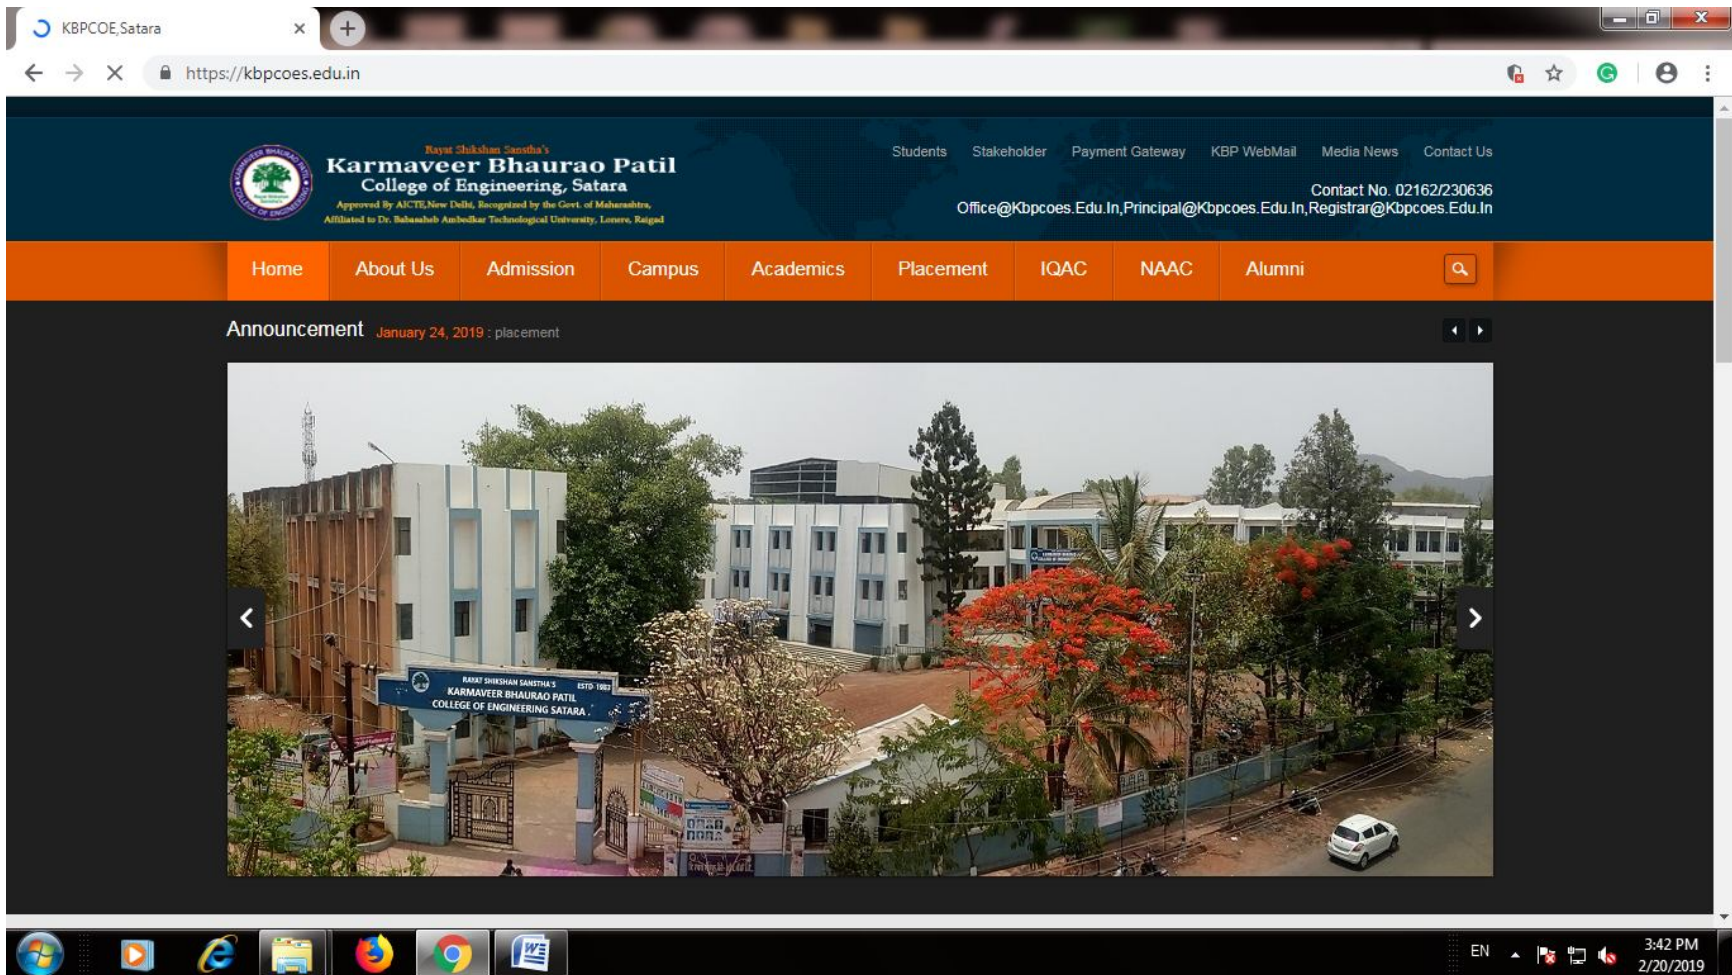 KBPCOE,Satara
https://kbpcoes.edu.in
Students Stakeholder Payment Gateway KBP WebMail Media News Contact Us
Rayat Shikshan Sanstha's
Karmaveer Bhaurao Patil
College of Engineering, Satara
Approved By AICTE,New Delhi, Recognized by the Govt. of Maharashtra,
Affiliated to Dr. Babasaheb Ambedkar Technological University, Lonere, Raigad
Contact No. 02162/230636
Office@Kbpcoes.Edu.In,Principal@Kbpcoes.Edu.In,Registrar@Kbpcoes.Edu.In
Home About Us Admission Campus Academics Placement IQAC NAAC Alumni
Announcement January 24, 2019 : placement
RAYAT SHIKSHAN SANSTHA'S ESTD 1983
KARMAVEER BHAURAO PATIL
COLLEGE OF ENGINEERING SATARA
EN
3:42 PM
2/20/2019